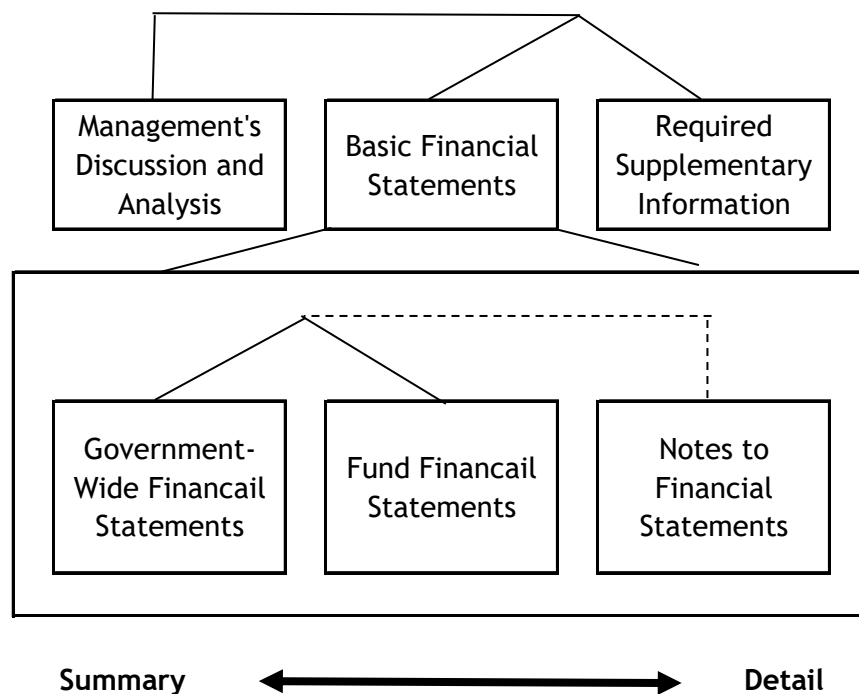 Management's
Discussion and
Analysis
Basic Financial
Statements
Required
Supplementary
Information
Government-
Wide Financail
Statements
Fund Financail
Statements
Notes to
Financial
Statements
Summary
Detail